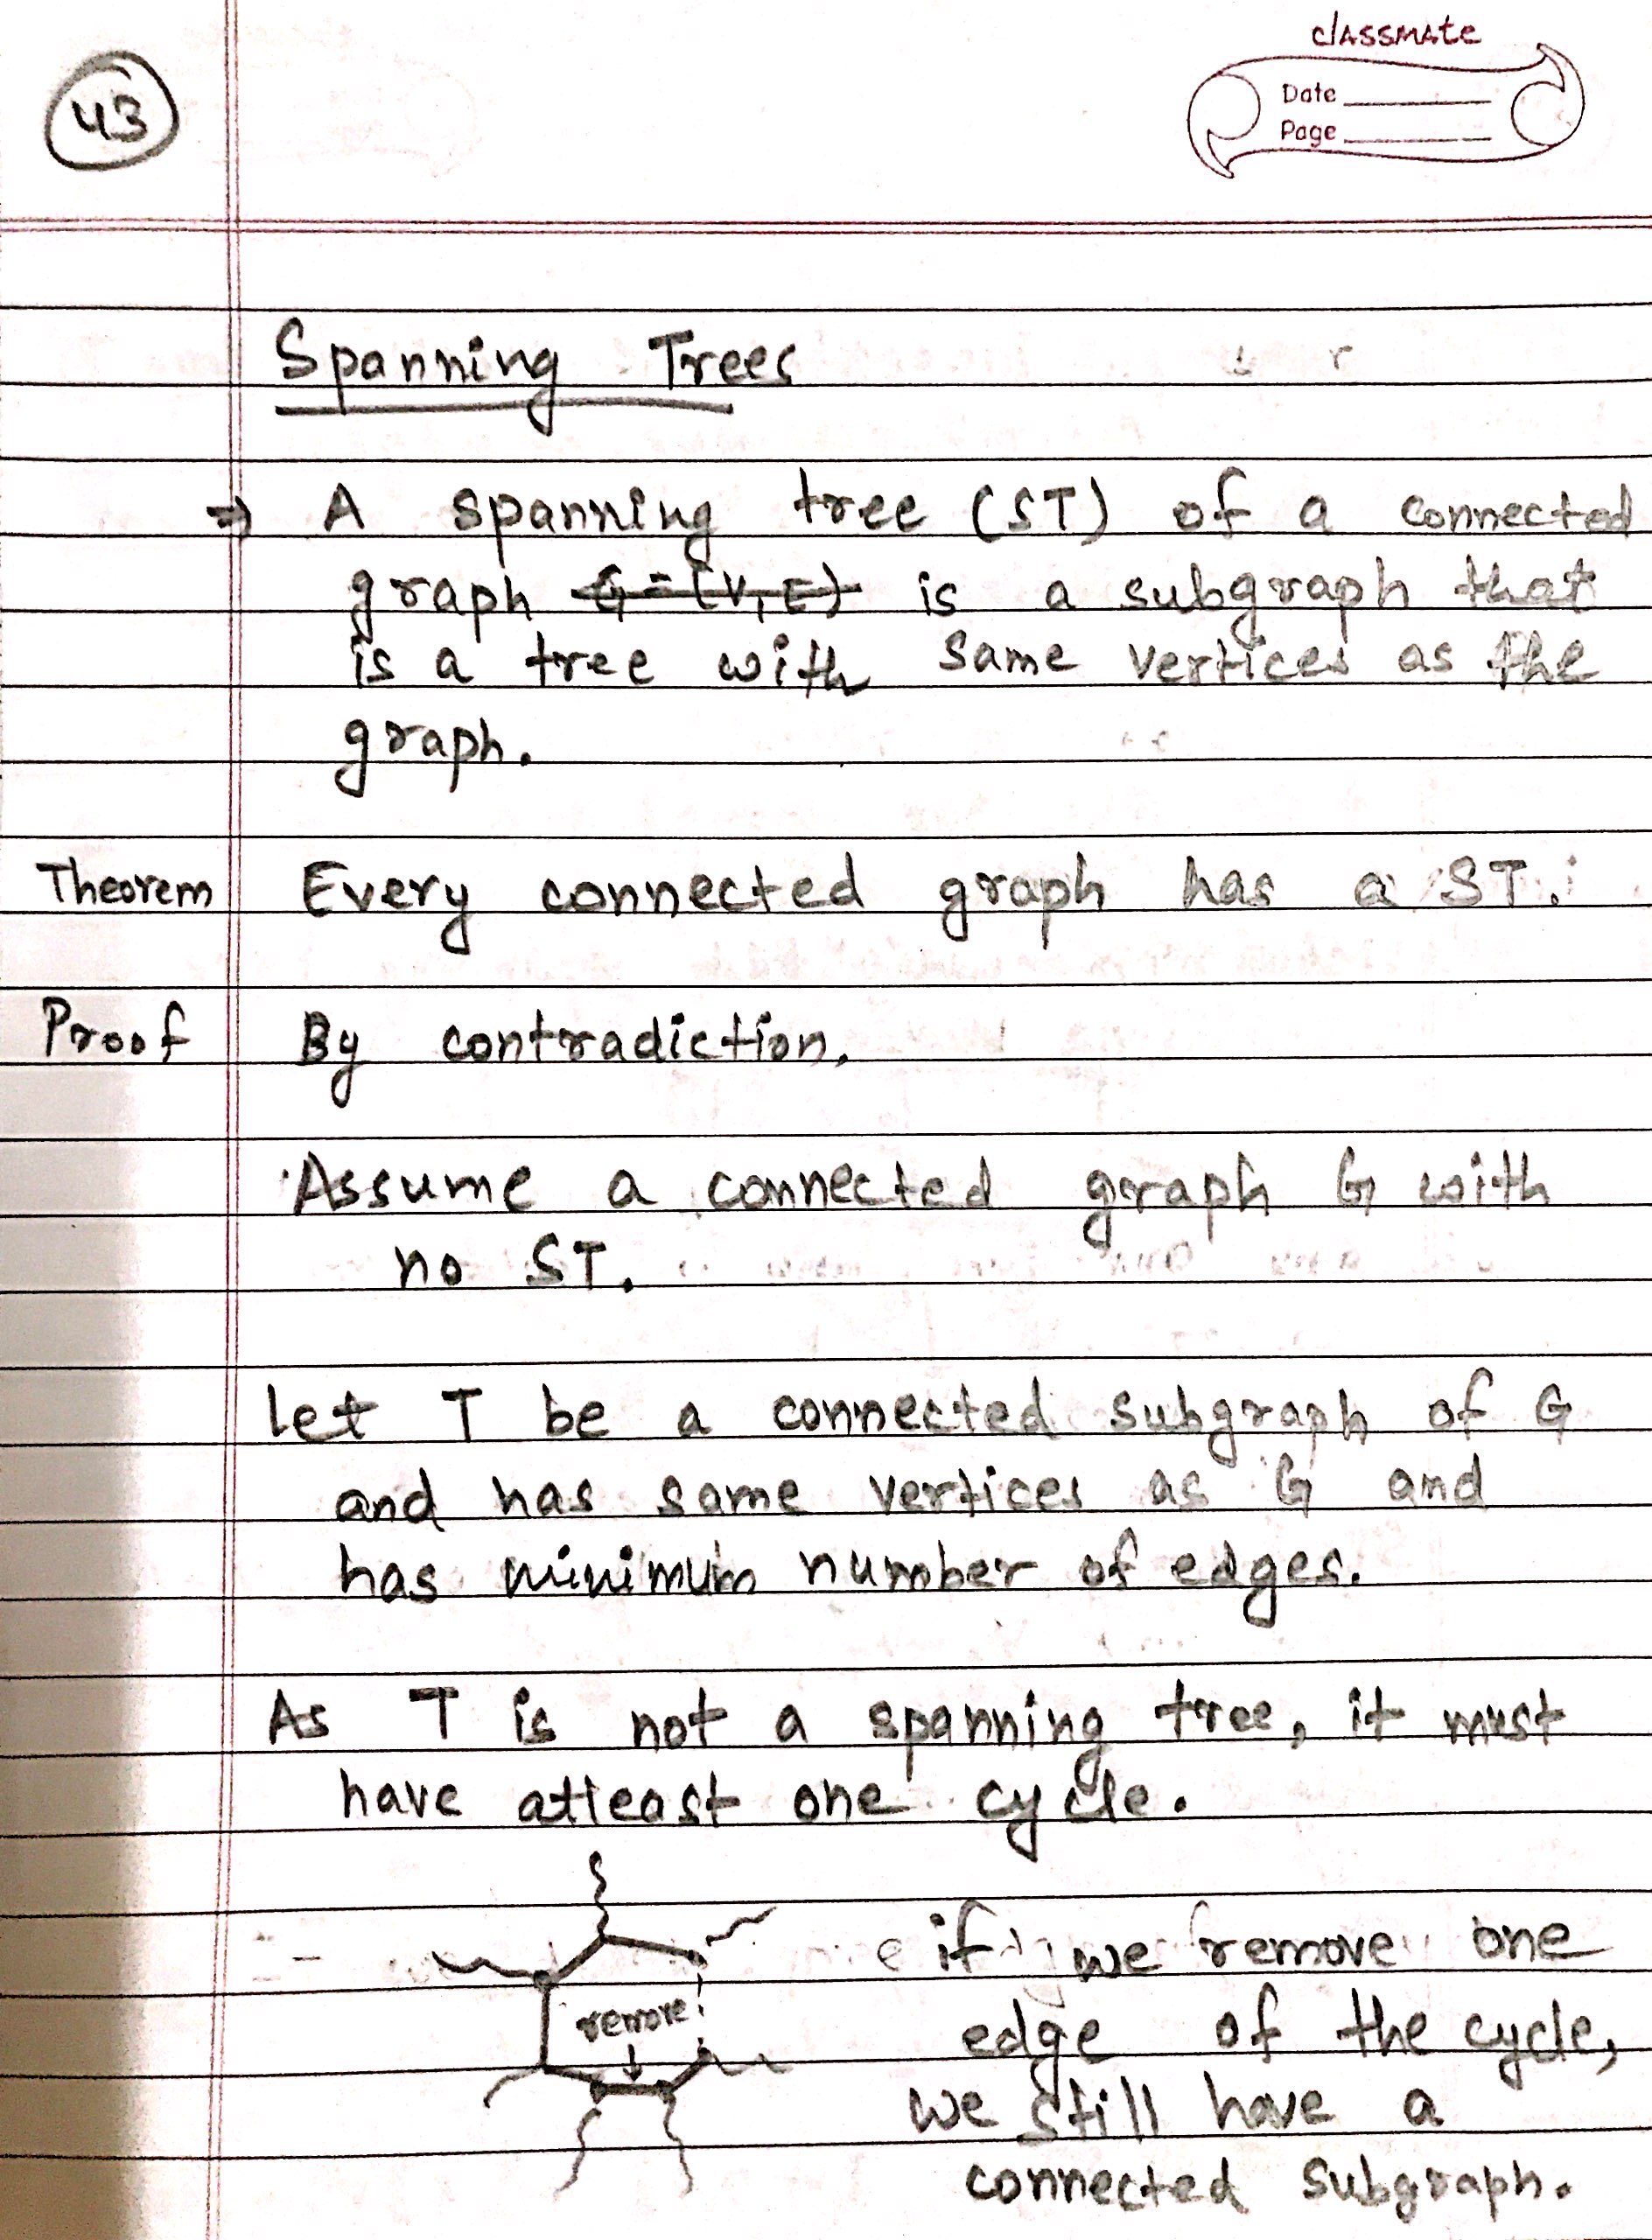 43
classmate
Date
Page
Spanning Trees
⇒ A spanning tree (ST) of a connected
graph G=(V,E) is a subgraph that
is a tree with same vertices as the
graph.
Theorem Every connected graph has a ST.
Proof By contradiction.
Assume a connected graph G with
no ST.
Let T be a connected subgraph of G
and has same vertices as G and
has minimum number of edges.
As T is not a spanning tree, it must
have atleast one cycle.
if we remove one
remove
edge of the cycle,
we still have a
connected subgraph.